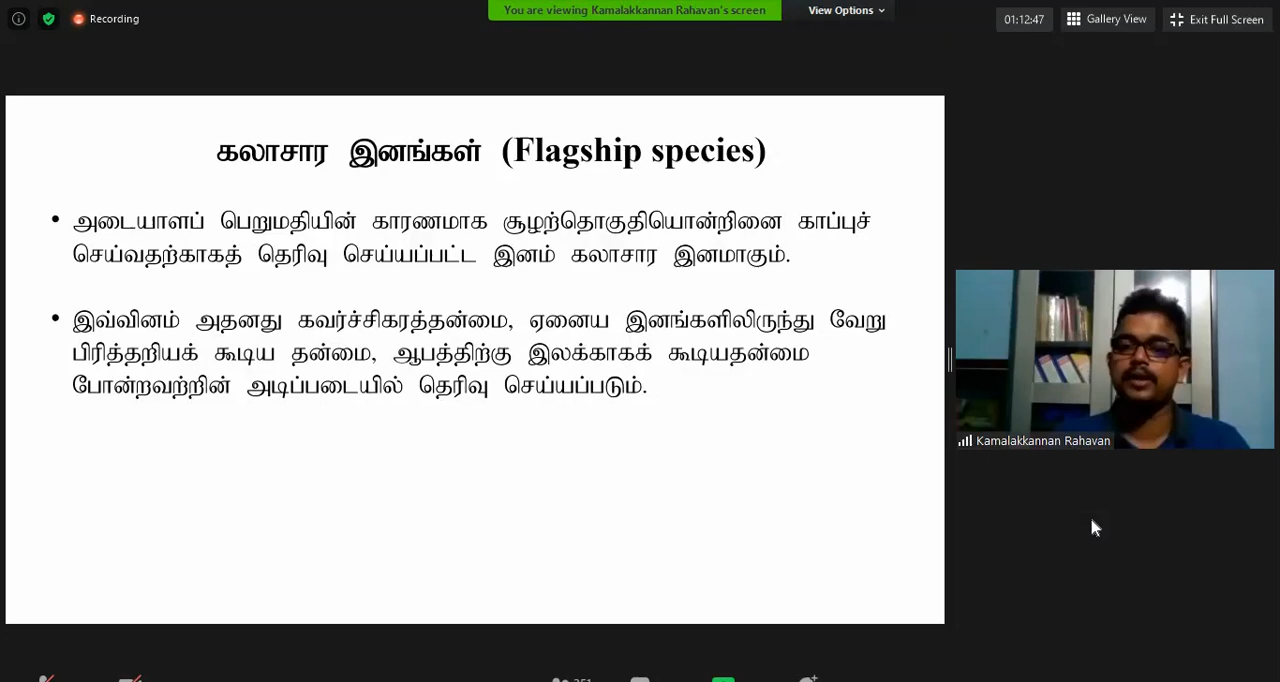 Recording
You are viewing Kamalakkannan Rahavan's screen
View Options
01:12:47
Gallery View
Exit Full Screen
கலாசார இனங்கள் (Flagship species)
• அடையாளப் பெறுமதியின் காரணமாக சூழற்தொகுதியொன்றினை காப்புச்
செய்வதற்காகத் தெரிவு செய்யப்பட்ட இனம் கலாசார இனமாகும்.
• இவ்வினம் அதனது கவர்ச்சிகரத்தன்மை, ஏனைய இனங்களிலிருந்து வேறு
பிரித்தறியக் கூடிய தன்மை, ஆபத்திற்கு இலக்காகக் கூடியதன்மை
போன்றவற்றின் அடிப்படையில் தெரிவு செய்யப்படும்.
Kamalakkannan Rahavan